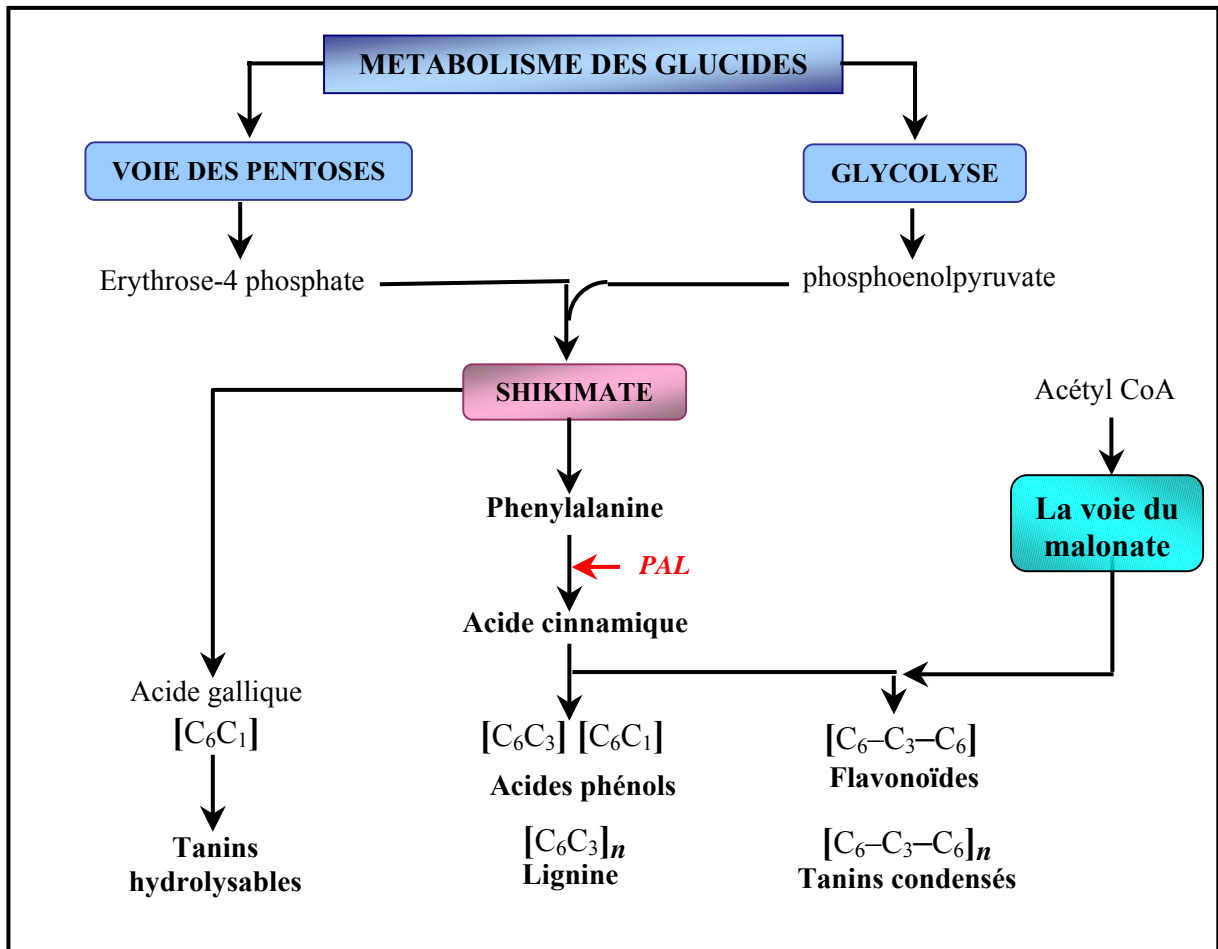 METABOLISME DES GLUCIDES
VOIE DES PENTOSES
GLYCOLYSE
Erythrose-4 phosphate
phosphoenolpyruvate
SHIKIMATE
Acétyl CoA
Phenylalanine
La voie du
malonate
PAL
Acide cinnamique
Acide gallique
[C₆C₁]
[C₆C₃] [C₆C₁]
Acides phénols
[C₆–C₃–C₆]
Flavonoïdes
Tanins
hydrolysables
[C₆C₃]n
Lignine
[C₆–C₃–C₆]n
Tanins condensés